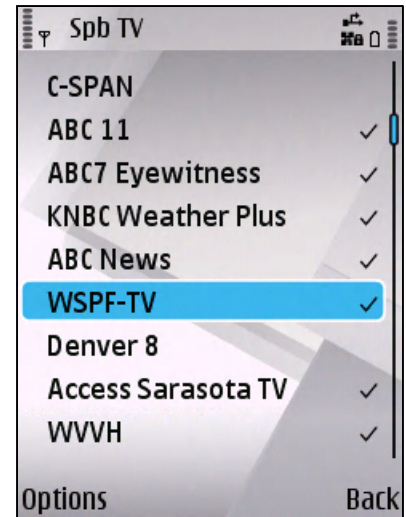 Spb TV
C-SPAN
ABC 11
ABC7 Eyewitness
KNBC Weather Plus
ABC News
WSPF-TV
Denver 8
Access Sarasota TV
WVVH
Options Back